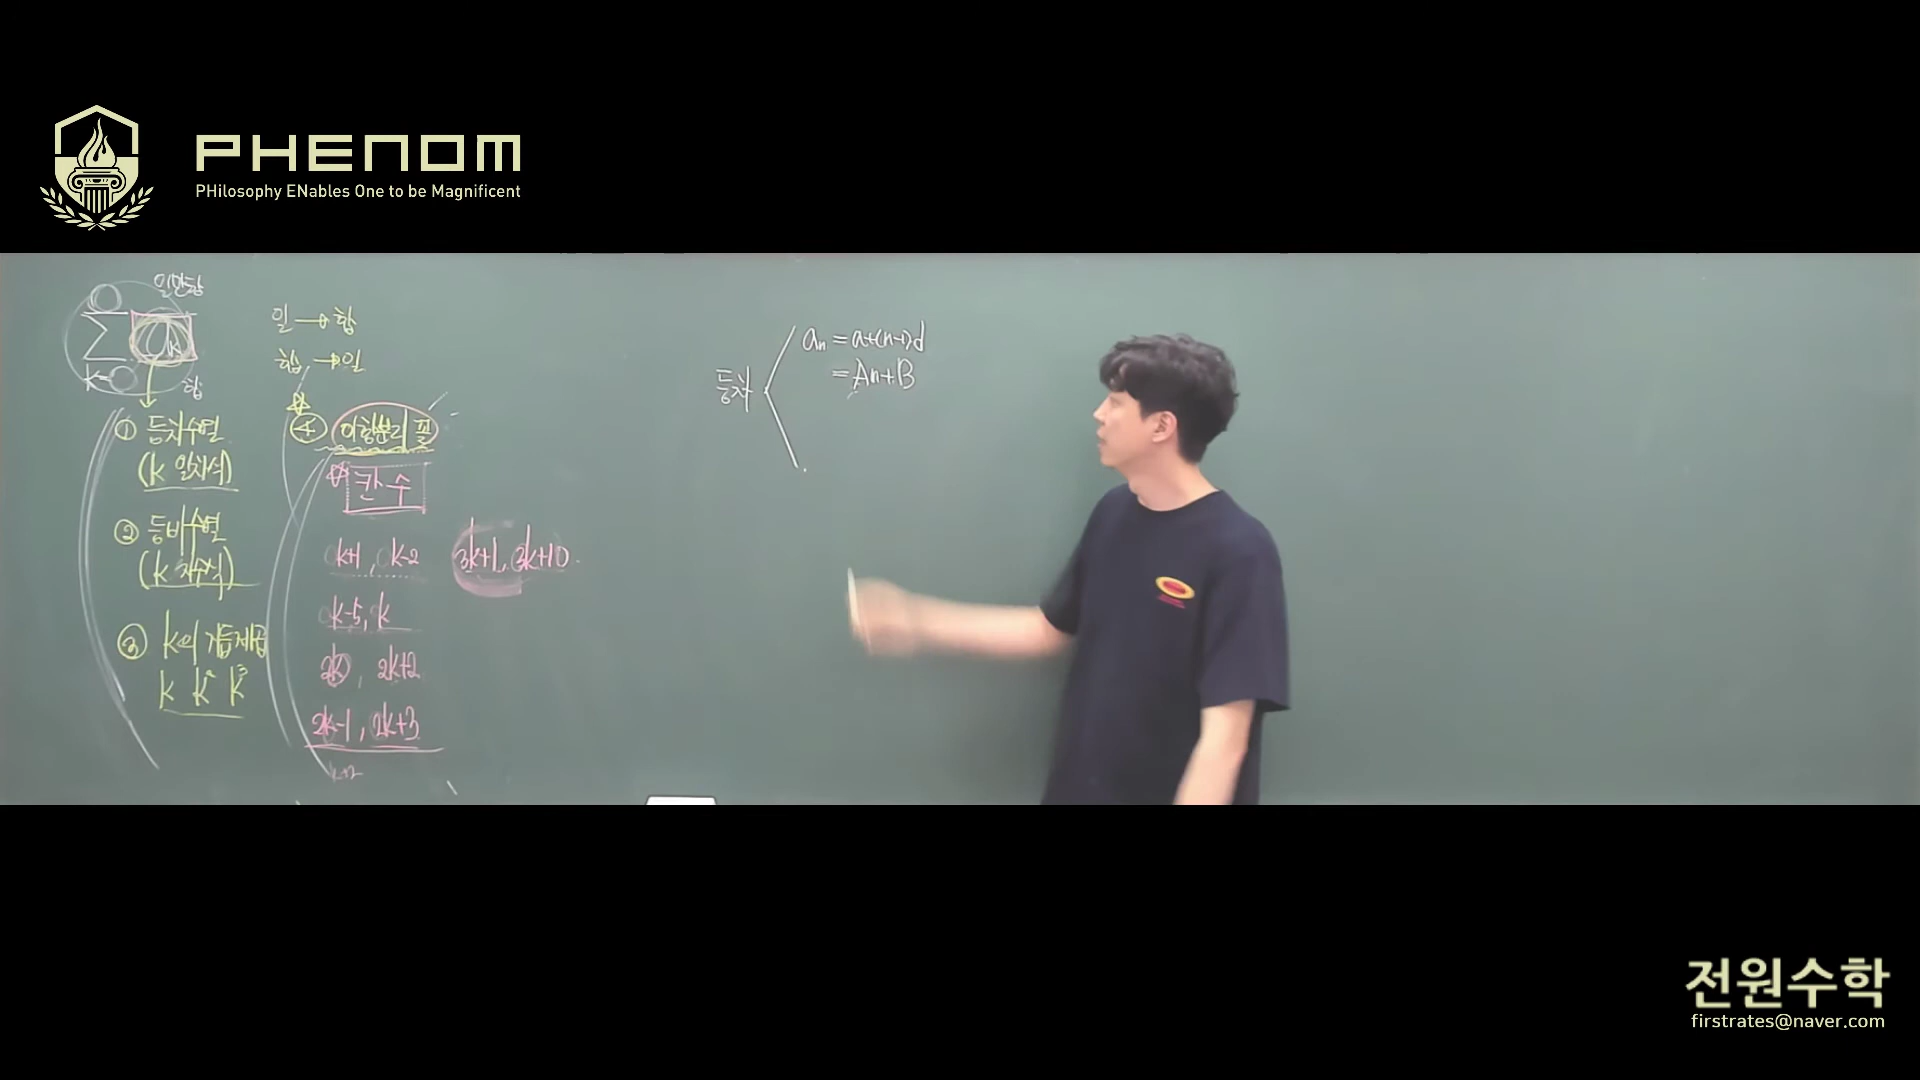 PHENOM
PHilosophy ENables One to be Magnificent
일반항
∑ aₖ
k=
합
일→합
합→일
① 등차수열
(k 일차식)
② 등비수열
(k 지수식)
③ k의 거듭제곱
k k² k³
④ 이항분리 꼴
칸 수
k+1, k-2
3k+1, 3k+10
k-5, k
2k, 2k+2
2k-1, 2k+3
등차
aₙ = a+(n-1)d
= An+B
전원수학
firstrates@naver.com